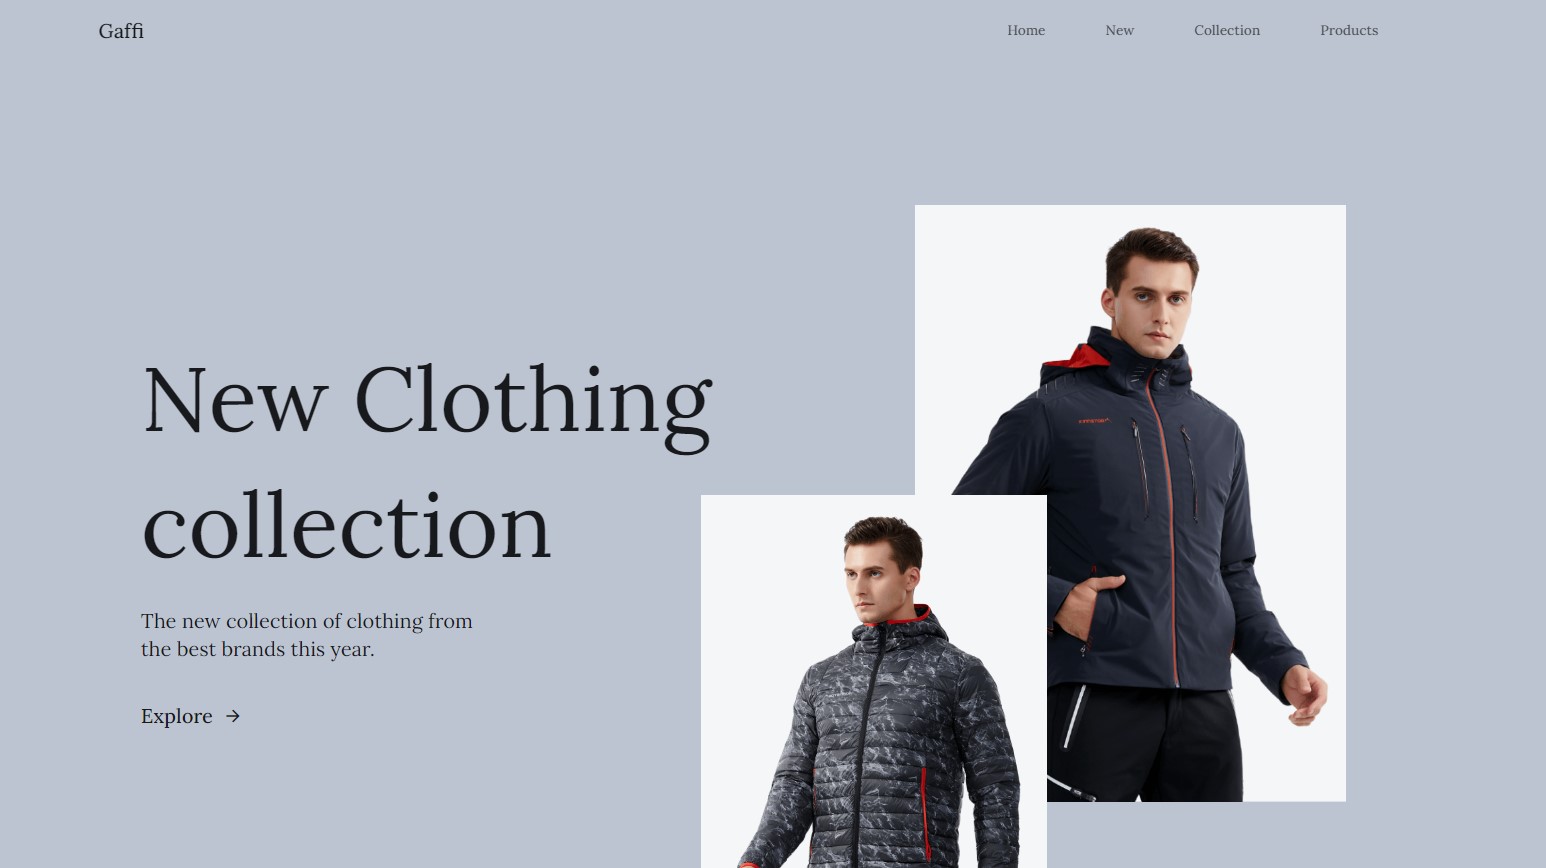 Gaffi
Home New Collection Products
New Clothing
collection
The new collection of clothing from
the best brands this year.
Explore →